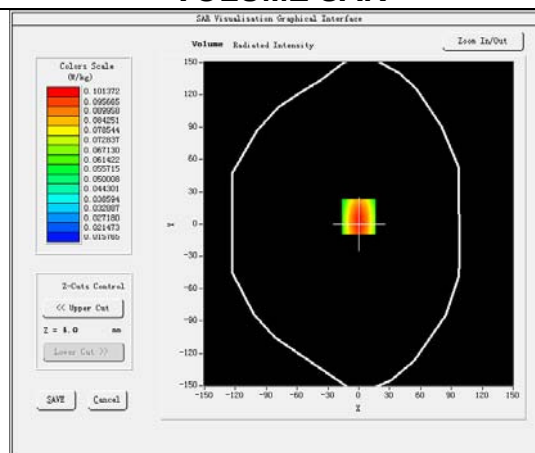 VOLUME SAR
SAR Visualisation Graphical Interface
Volume Radiated Intensity
Zoom In/Out
Colors Scale
(W/kg)
0.101372
0.095665
0.089958
0.084251
0.078544
0.072837
0.067130
0.061422
0.055715
0.050008
0.044301
0.038594
0.032887
0.027180
0.021473
0.015765
Z-Cuts Control
<< Upper Cut
Z = 4.0 mm
Lower Cut >>
SAVE Cancel
150
120
90
60
30
0
-30
-60
-90
-120
-150
Y
-150 -120 -90 -60 -30 0 30 60 90 120 150
X